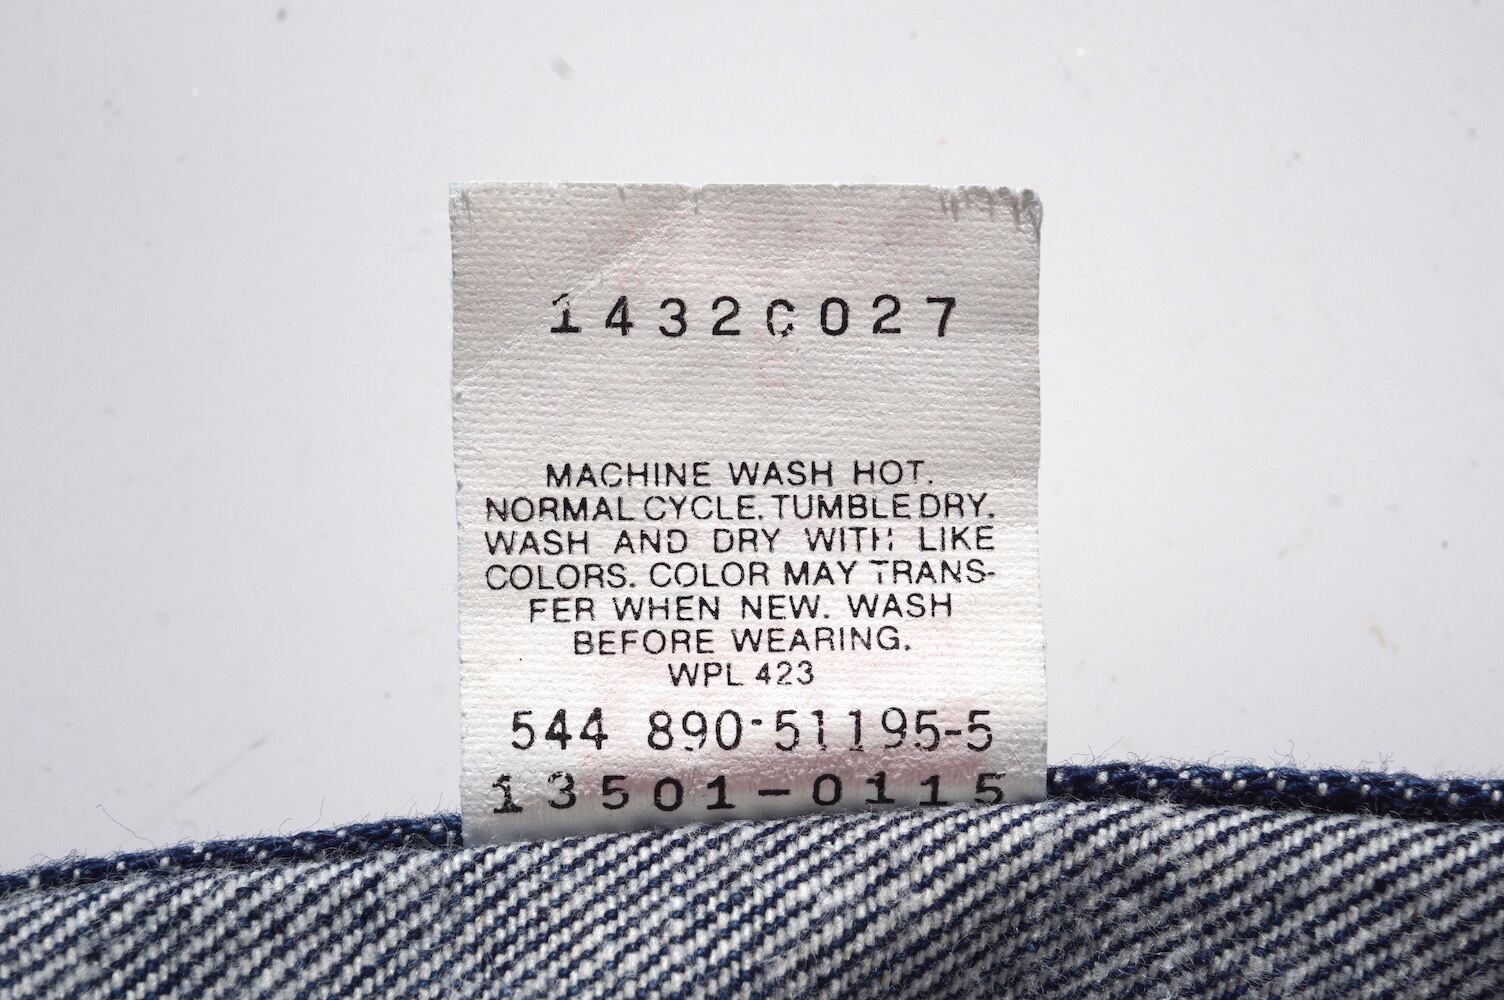 1432C027
MACHINE WASH HOT.
NORMAL CYCLE. TUMBLE DRY.
WASH AND DRY WITH LIKE
COLORS. COLOR MAY TRANS-
FER WHEN NEW. WASH
BEFORE WEARING.
WPL 423
544 890-51195-5
13501-0115